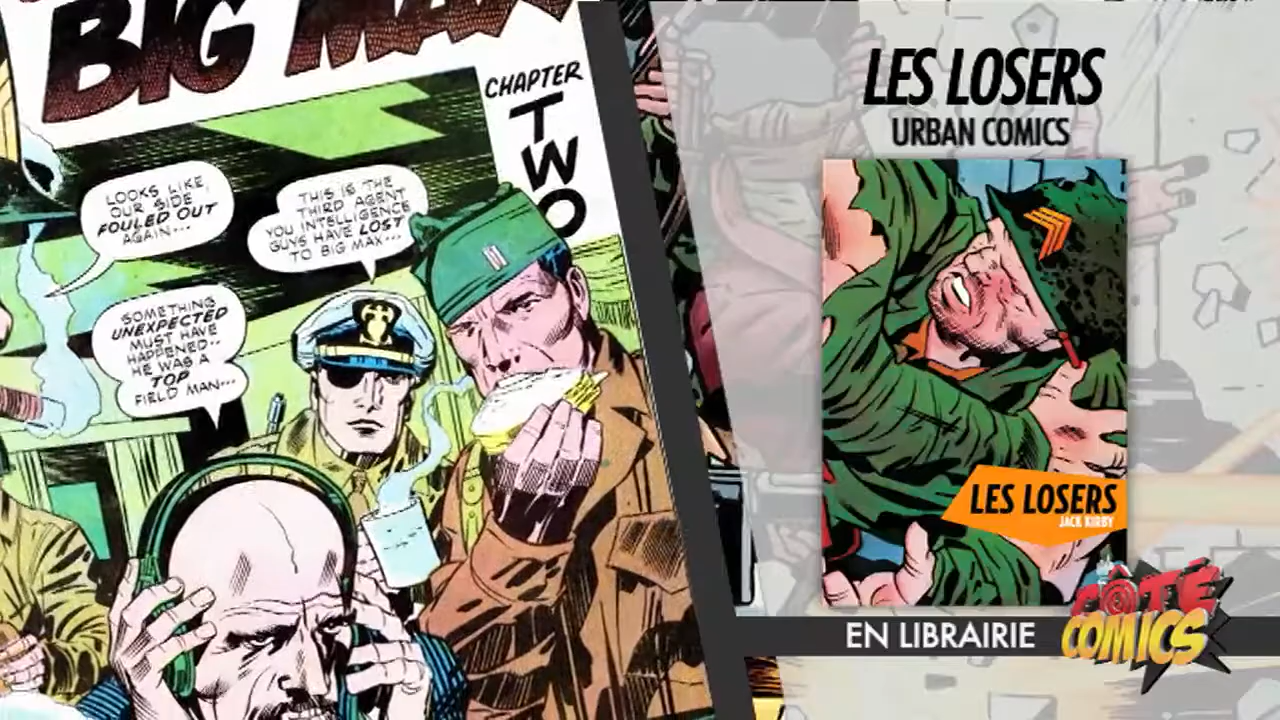 BIG MAX
CHAPTER
TWO
LOOKS LIKE
OUR SIDE
FOULED OUT
AGAIN...
THIS IS THE
THIRD AGENT
YOU INTELLIGENCE
GUYS HAVE LOST
TO BIG MAX...
SOMETHING
UNEXPECTED
MUST HAVE
HAPPENED..
HE WAS A
TOP
FIELD MAN...
LES LOSERS
URBAN COMICS
LES LOSERS
JACK KIRBY
EN LIBRAIRIE
CÔTÉ
COMICS